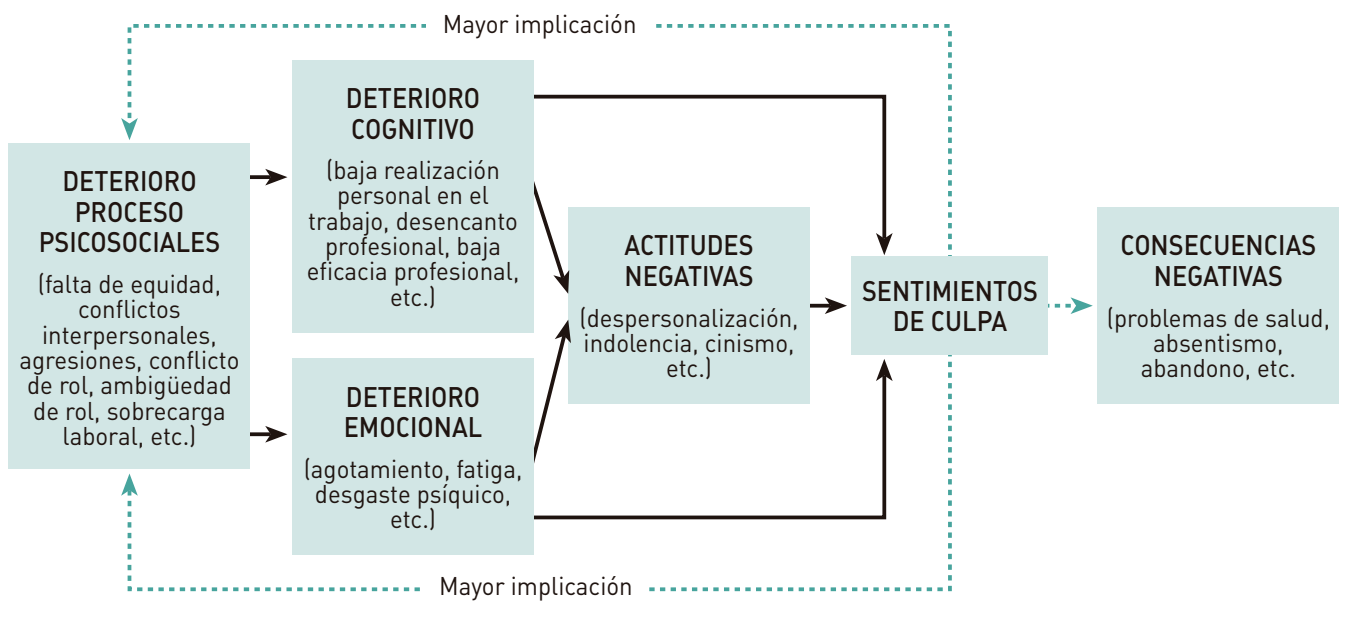 Mayor implicación
DETERIORO
PROCESO
PSICOSOCIALES
(falta de equidad,
conflictos
interpersonales,
agresiones, conflicto
de rol, ambigüedad
de rol, sobrecarga
laboral, etc.)
DETERIORO
COGNITIVO
(baja realización
personal en el
trabajo, desencanto
profesional, baja
eficacia profesional,
etc.)
DETERIORO
EMOCIONAL
(agotamiento, fatiga,
desgaste psíquico,
etc.)
ACTITUDES
NEGATIVAS
(despersonalización,
indolencia, cinismo,
etc.)
SENTIMIENTOS
DE CULPA
CONSECUENCIAS
NEGATIVAS
(problemas de salud,
absentismo,
abandono, etc.
Mayor implicación